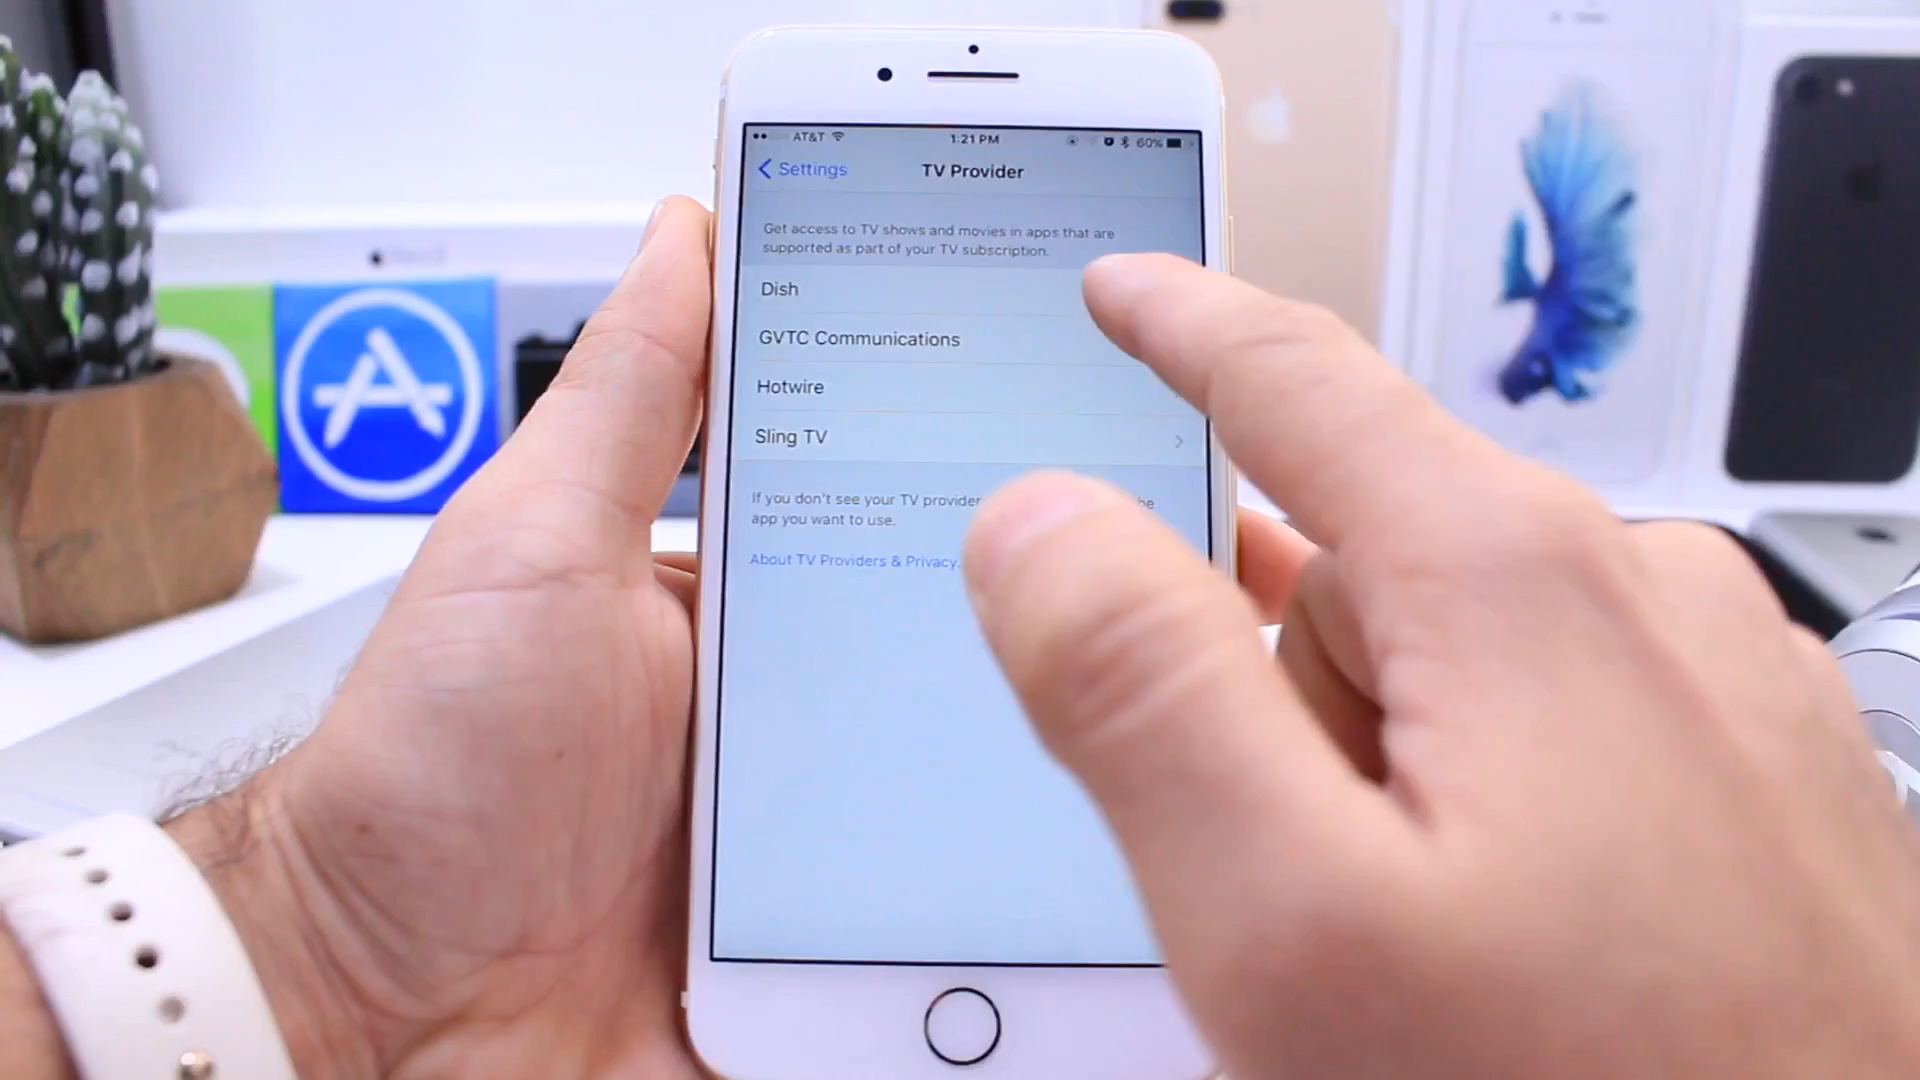 AT&T 1:21 PM 60%
Settings TV Provider
Get access to TV shows and movies in apps that are
supported as part of your TV subscription.
Dish
GVTC Communications
Hotwire
Sling TV
If you don't see your TV provider
app you want to use.
About TV Providers & Privacy.